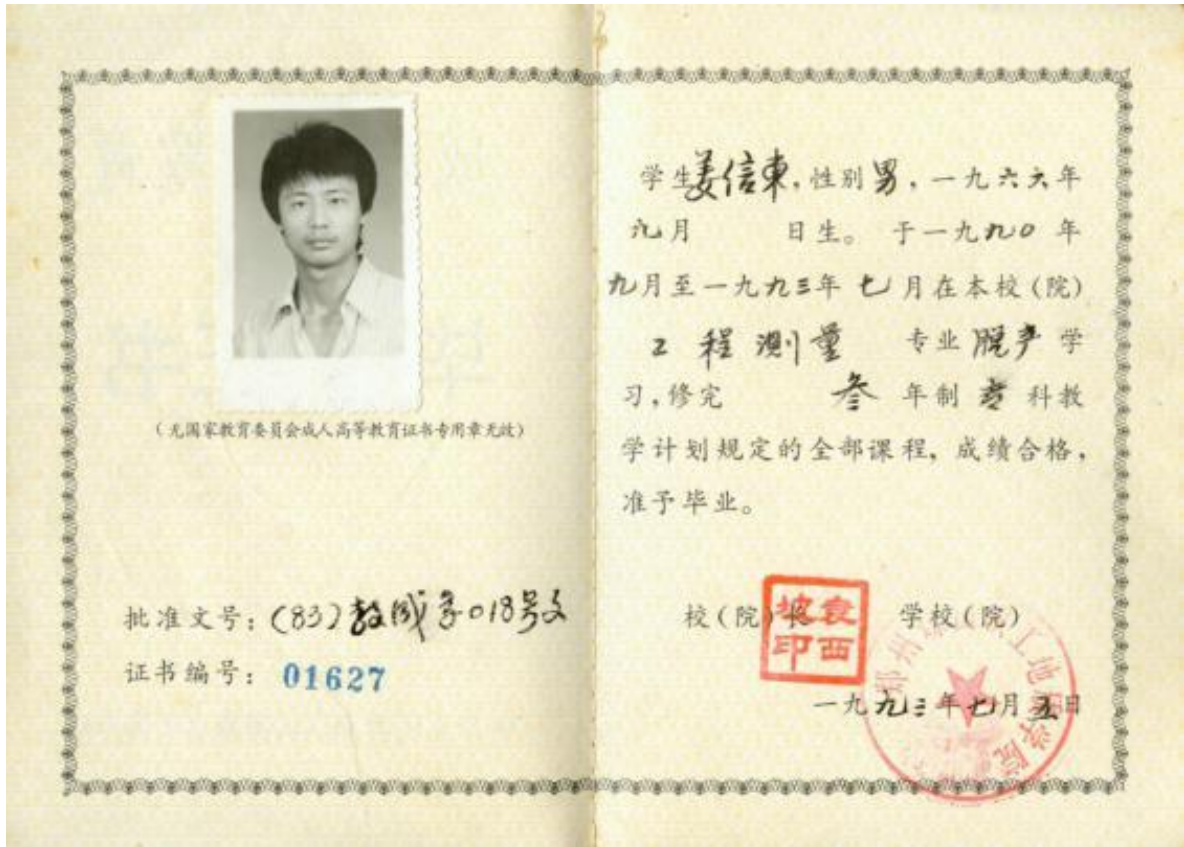 (无国家教育委员会成人高等教育证书专用章无效)
批准文号：(83)教成字018号文
证书编号： 01627
学生姜信東，性别男，一九六六年
九月 日生。 于一九九〇年
九月至一九九三年七月在本校(院)
工程测量 专业脱产学
习，修完 叁年制专科教
学计划规定的全部课程，成绩合格，
准予毕业。
校(院)长 学校(院)
袁西坡印
一九九三年七月五日